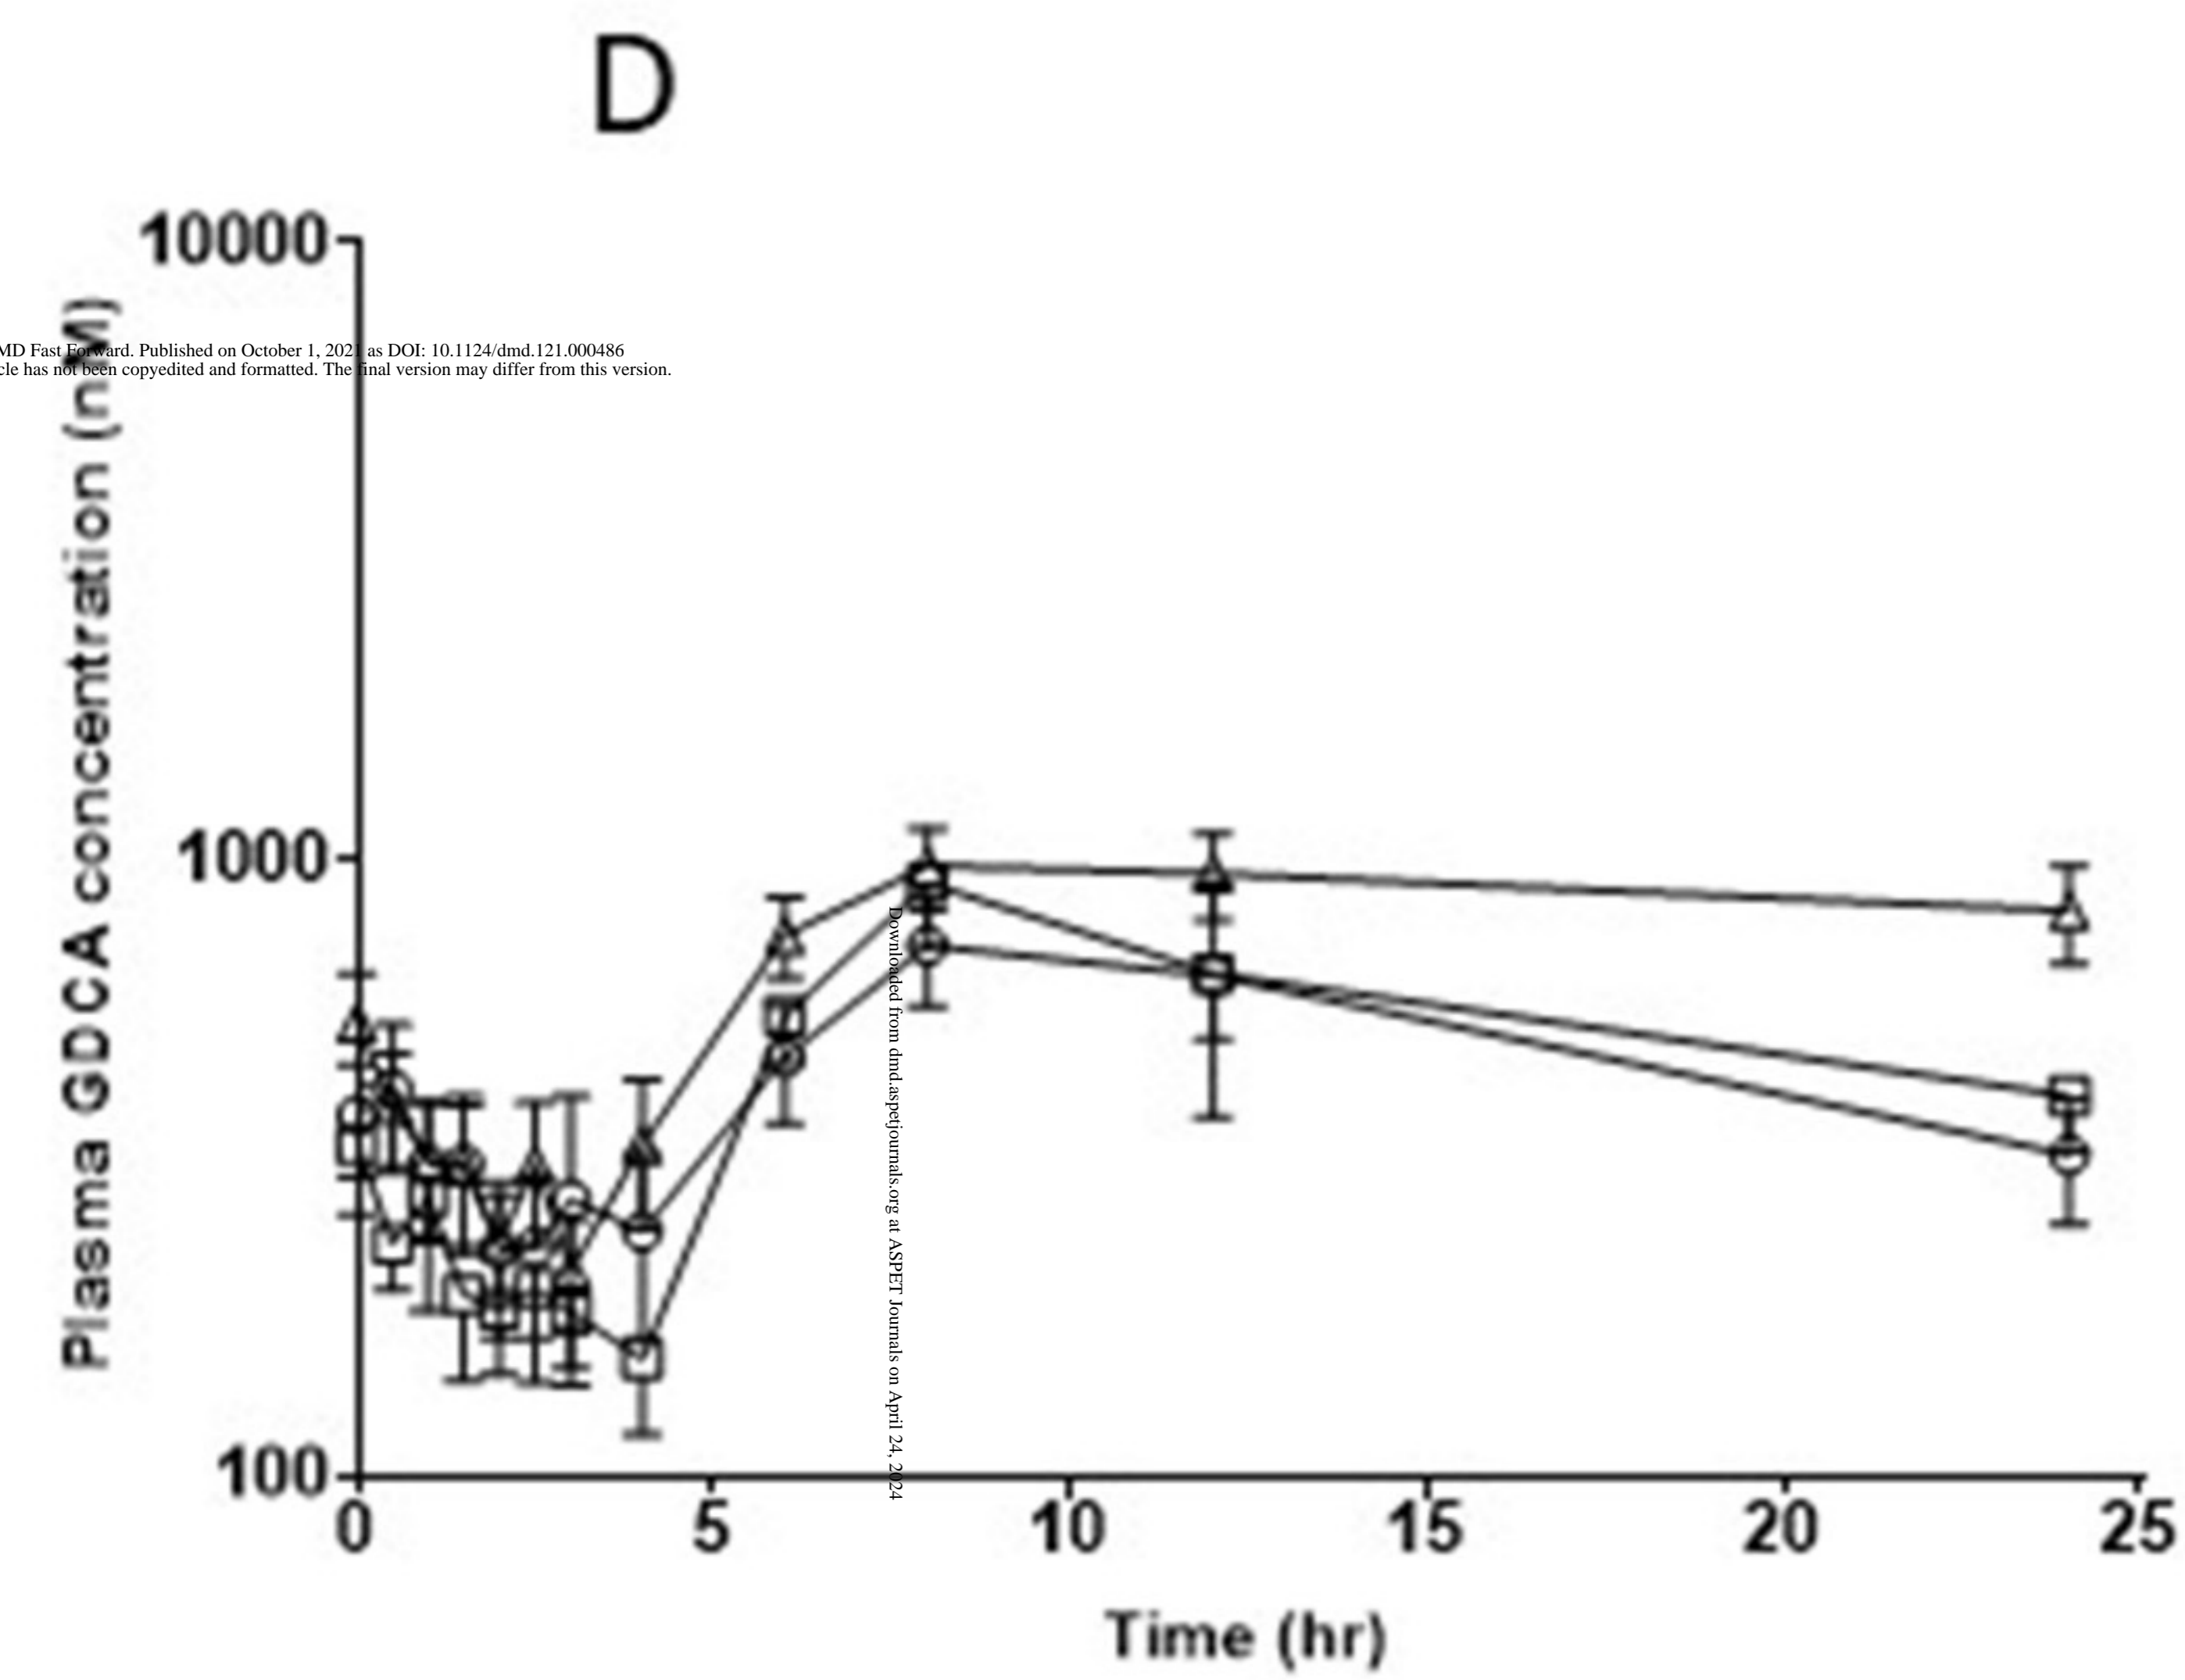 D
10000
MD Fast Forward. Published on October 1, 2021 as DOI: 10.1124/dmd.121.000486
cle has not been copyedited and formatted. The final version may differ from this version.
Plasma GDCA concentration (nM)
1000
Downloaded from dmd.aspetjournals.org at ASPET Journals on April 24, 2024
100
0 5 10 15 20 25
Time (hr)